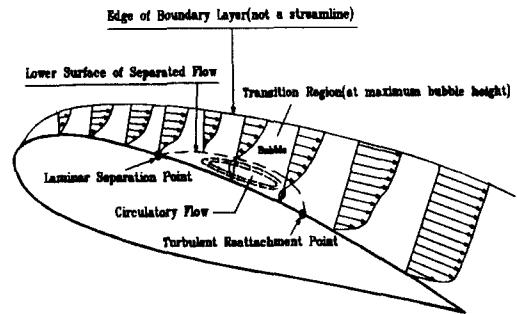 Edge of Boundary Layer(not a streamline)
Lower Surface of Separated Flow
Transition Region(at maximum bubble height)
Bubble
Laminar Separation Point
Circulatory Flow
Turbulent Reattachment Point